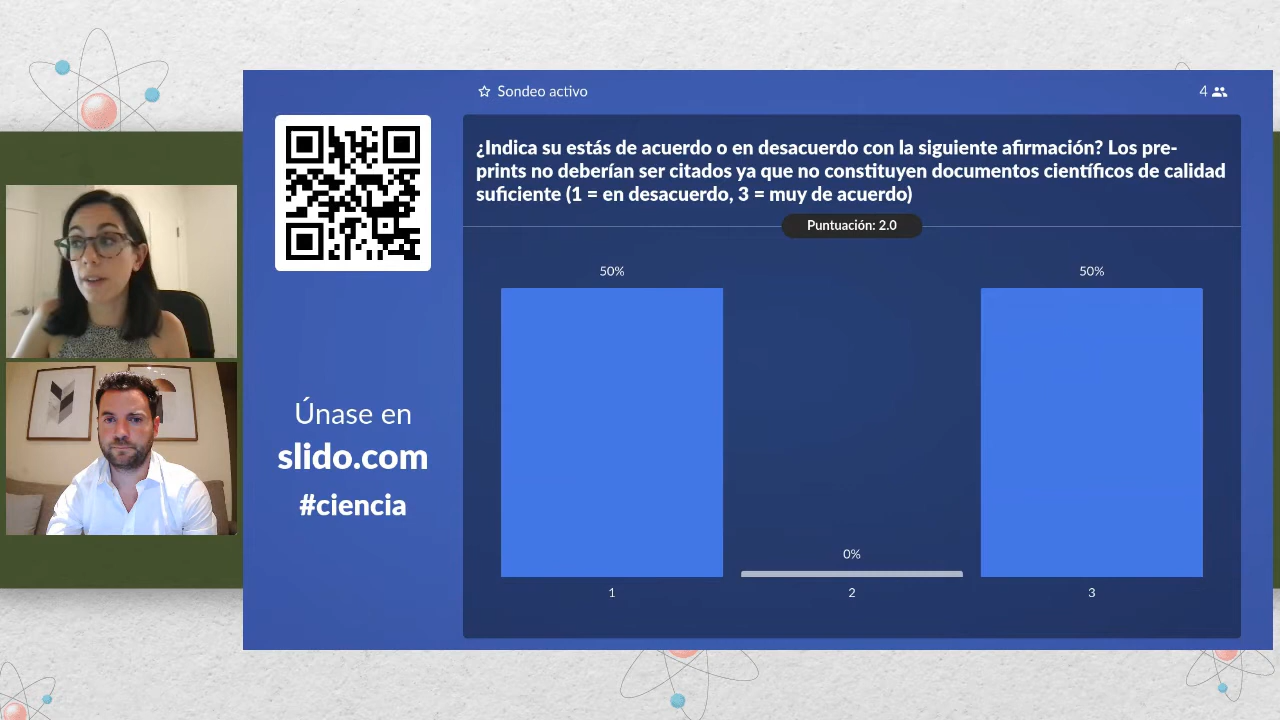 Sondeo activo
4
¿Indica su estás de acuerdo o en desacuerdo con la siguiente afirmación? Los pre-
prints no deberían ser citados ya que no constituyen documentos científicos de calidad
suficiente (1 = en desacuerdo, 3 = muy de acuerdo)
Puntuación: 2.0
50%
0%
50%
1
2
3
Únase en
slido.com
#ciencia